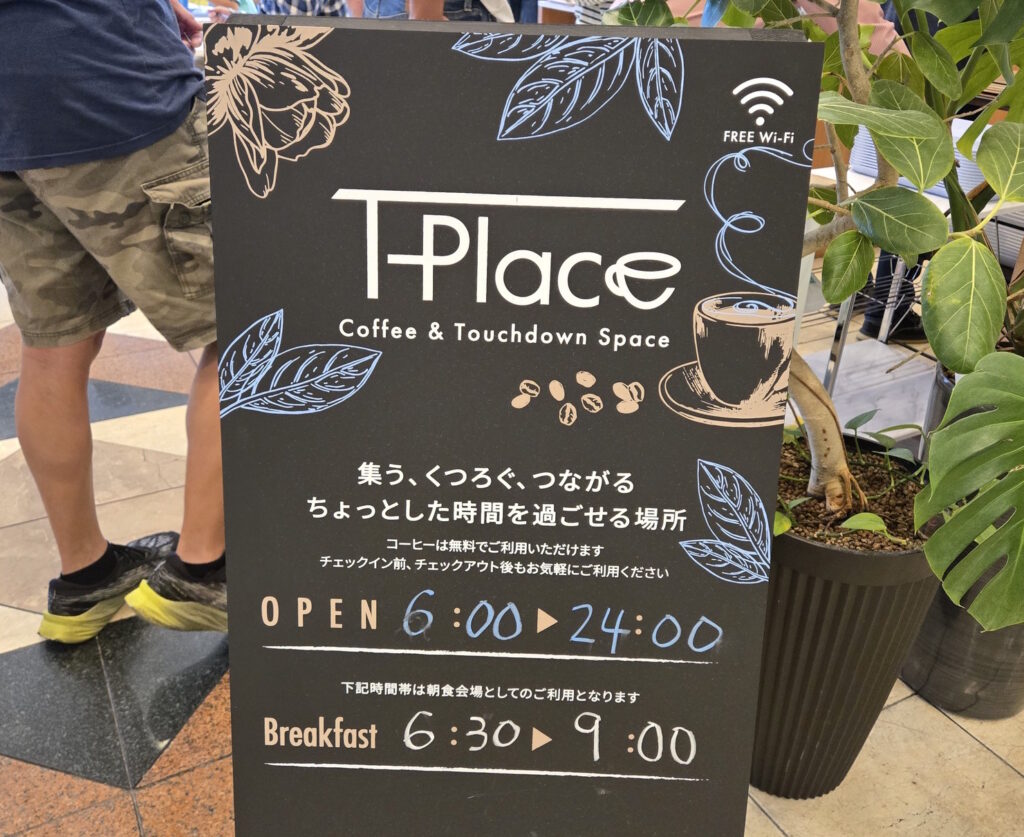 FREE Wi-Fi
T-Place
Coffee & Touchdown Space
集う、くつろぐ、つながる
ちょっとした時間を過ごせる場所
コーヒーは無料でご利用いただけます
チェックイン前、チェックアウト後もお気軽にご利用ください
OPEN 6:00 ▶ 24:00
下記時間帯は朝食会場としてのご利用となります
Breakfast 6:30 ▶ 9:00